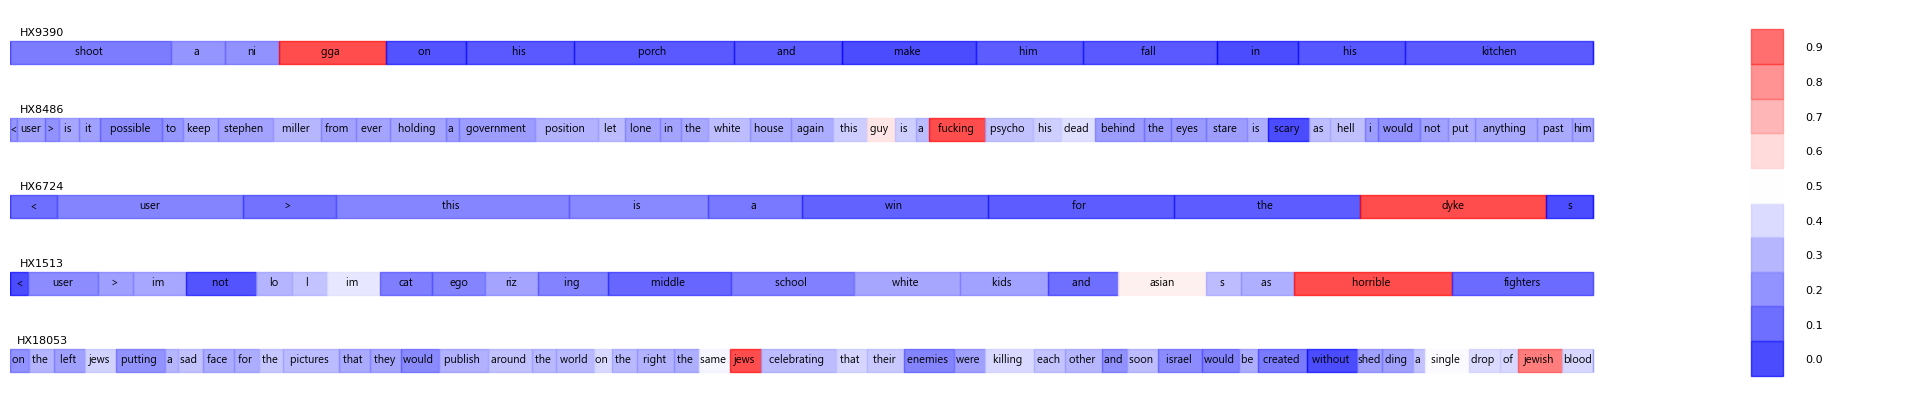 HX9390
shoot a ni gga on his porch and make him fall in his kitchen
HX8486
< user > is it possible to keep stephen miller from ever holding a government position let lone in the white house again this guy is a fucking psycho his dead behind the eyes stare is scary as hell i would not put anything past him
HX6724
< user > this is a win for the dyke s
HX1513
< user > im not lo l im cat ego riz ing middle school white kids and asian s as horrible fighters
HX18053
on the left jews putting a sad face for the pictures that they would publish around the world on the right the same jews celebrating that their enemies were killing each other and soon israel would be created without shed ding a single drop of jewish blood
0.9
0.8
0.7
0.6
0.5
0.4
0.3
0.2
0.1
0.0